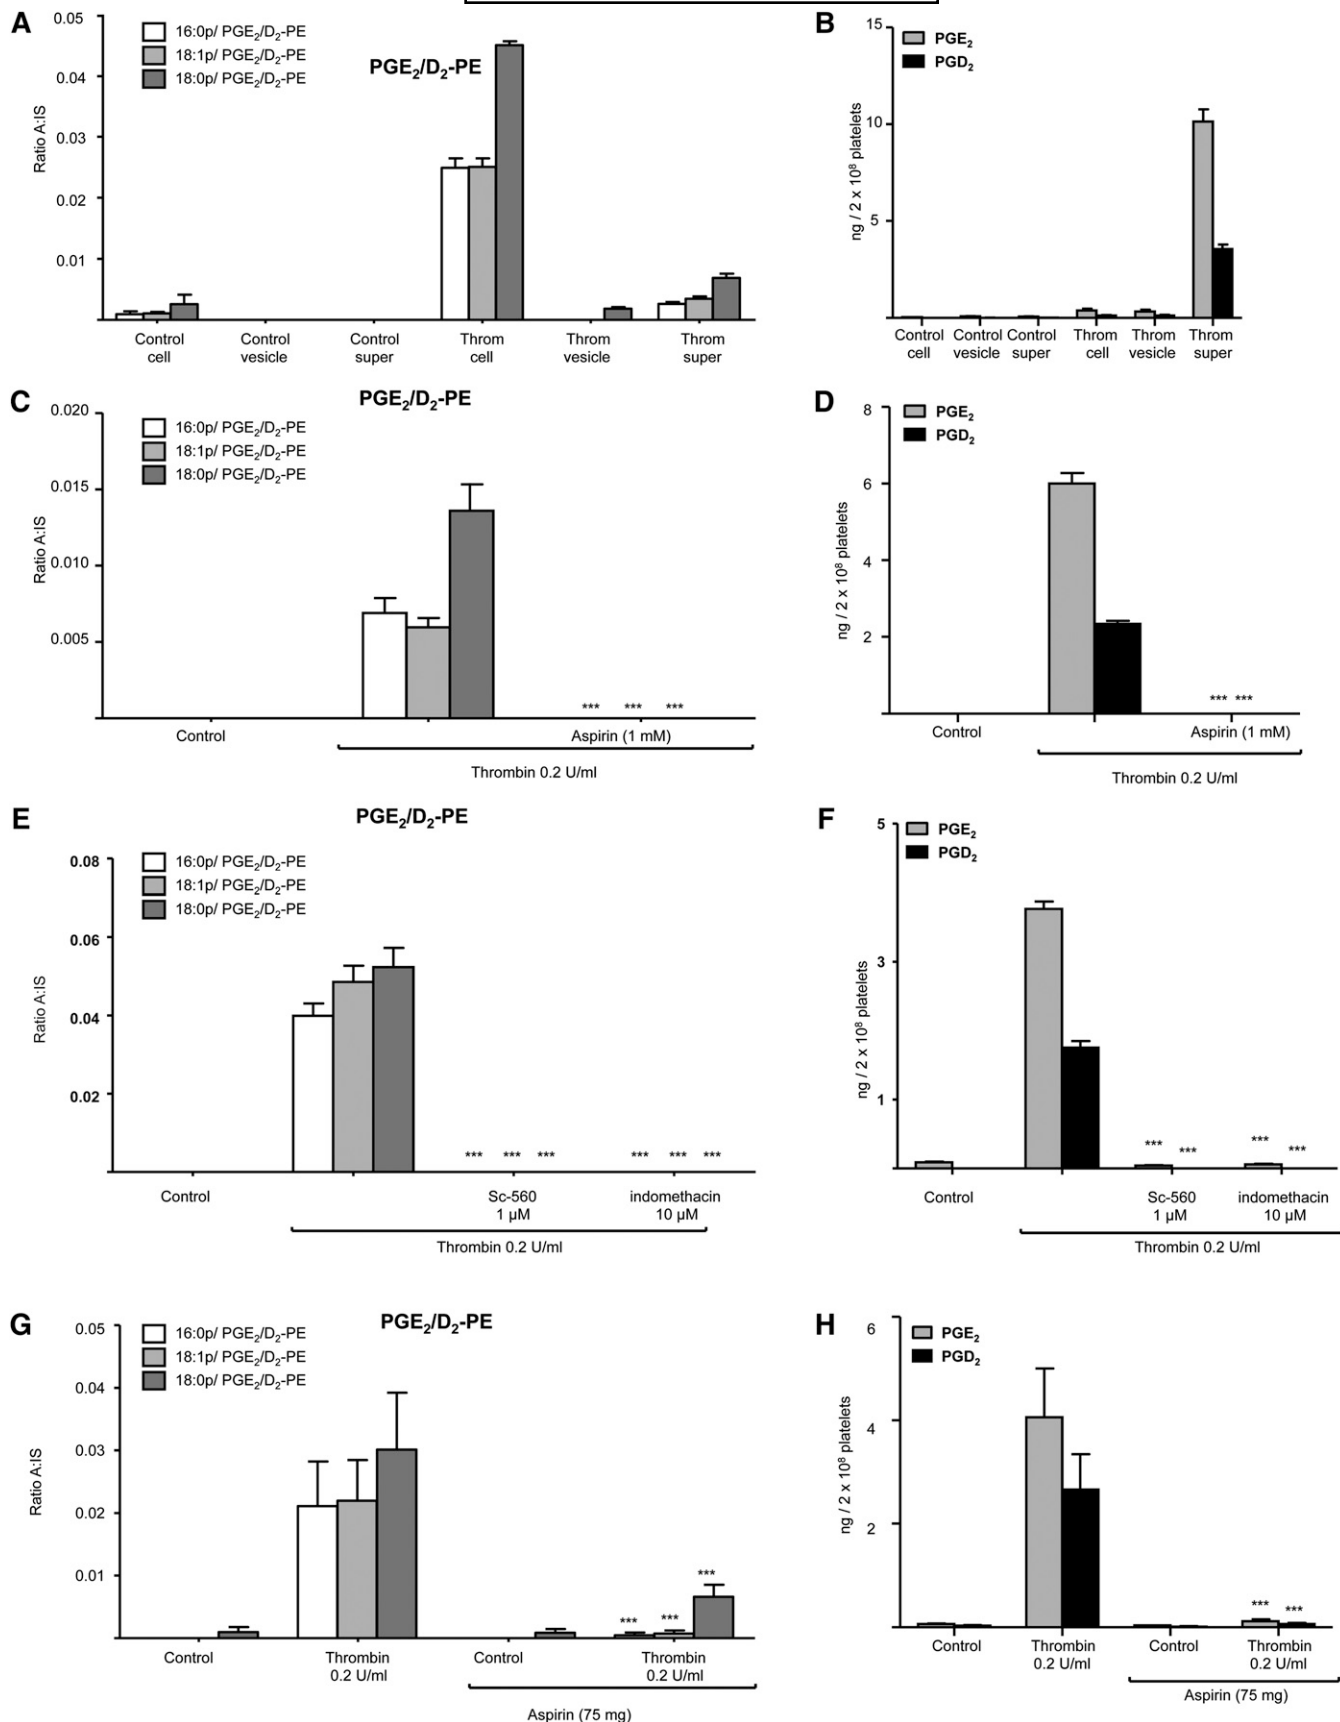 A
16:0p/ PGE₂/D₂-PE
18:1p/ PGE₂/D₂-PE
18:0p/ PGE₂/D₂-PE
PGE₂/D₂-PE
Ratio A:IS
0.05
0.04
0.03
0.02
0.01
Control cell
Control vesicle
Control super
Throm cell
Throm vesicle
Throm super
B
PGE₂
PGD₂
ng / 2 x 10⁸ platelets
15
10
5
Control cell
Control vesicle
Control super
Throm cell
Throm vesicle
Throm super
C
PGE₂/D₂-PE
16:0p/ PGE₂/D₂-PE
18:1p/ PGE₂/D₂-PE
18:0p/ PGE₂/D₂-PE
Ratio A:IS
0.020
0.015
0.010
0.005
*** *** ***
Control
Aspirin (1 mM)
Thrombin 0.2 U/ml
D
PGE₂
PGD₂
ng / 2 x 10⁸ platelets
8
6
4
2
*** ***
Control
Aspirin (1 mM)
Thrombin 0.2 U/ml
E
PGE₂/D₂-PE
16:0p/ PGE₂/D₂-PE
18:1p/ PGE₂/D₂-PE
18:0p/ PGE₂/D₂-PE
Ratio A:IS
0.08
0.06
0.04
0.02
*** *** *** *** *** ***
Control
Sc-560
1 µM
indomethacin
10 µM
Thrombin 0.2 U/ml
F
PGE₂
PGD₂
ng / 2 x 10⁸ platelets
5
3
1
*** *** *** ***
Control
Sc-560
1 µM
indomethacin
10 µM
Thrombin 0.2 U/ml
G
PGE₂/D₂-PE
16:0p/ PGE₂/D₂-PE
18:1p/ PGE₂/D₂-PE
18:0p/ PGE₂/D₂-PE
Ratio A:IS
0.05
0.04
0.03
0.02
0.01
*** *** ***
Control
Thrombin
0.2 U/ml
Control
Thrombin
0.2 U/ml
Aspirin (75 mg)
H
PGE₂
PGD₂
ng / 2 x 10⁸ platelets
6
4
2
*** ***
Control
Thrombin
0.2 U/ml
Control
Thrombin
0.2 U/ml
Aspirin (75 mg)